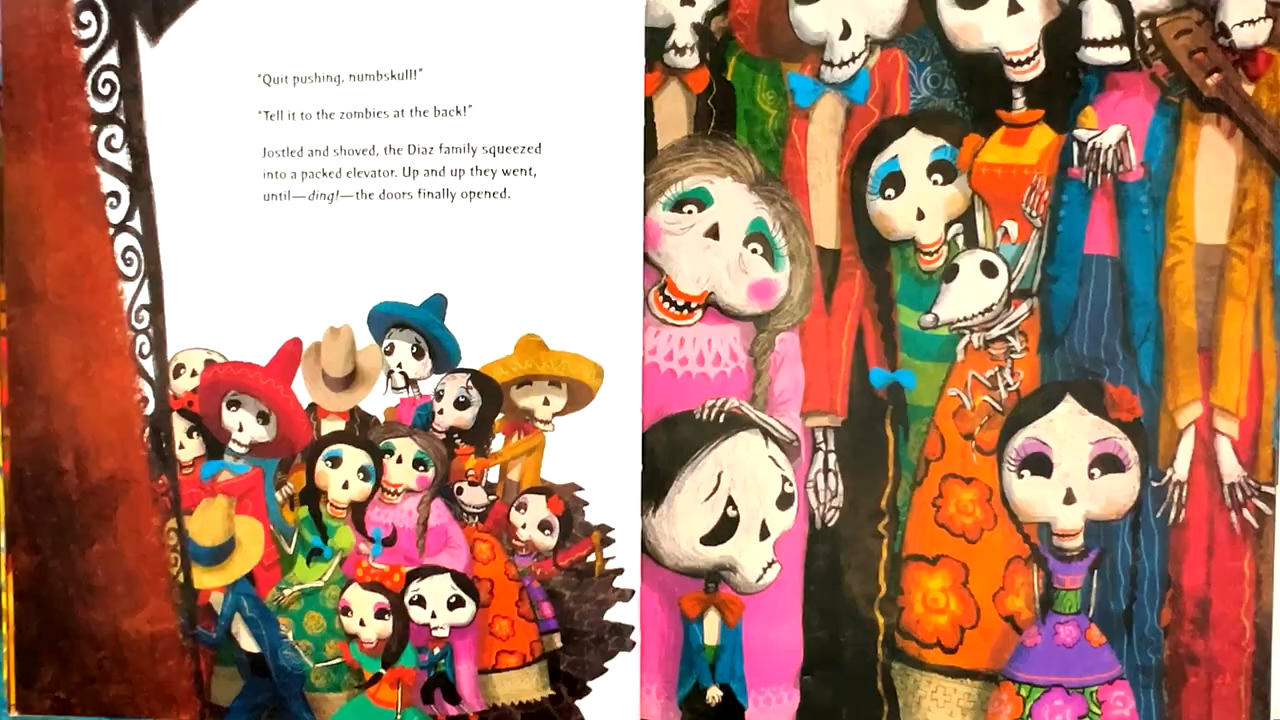 "Quit pushing, numbskull!"
"Tell it to the zombies at the back!"
Jostled and shoved, the Diaz family squeezed
into a packed elevator. Up and up they went,
until—ding!—the doors finally opened.